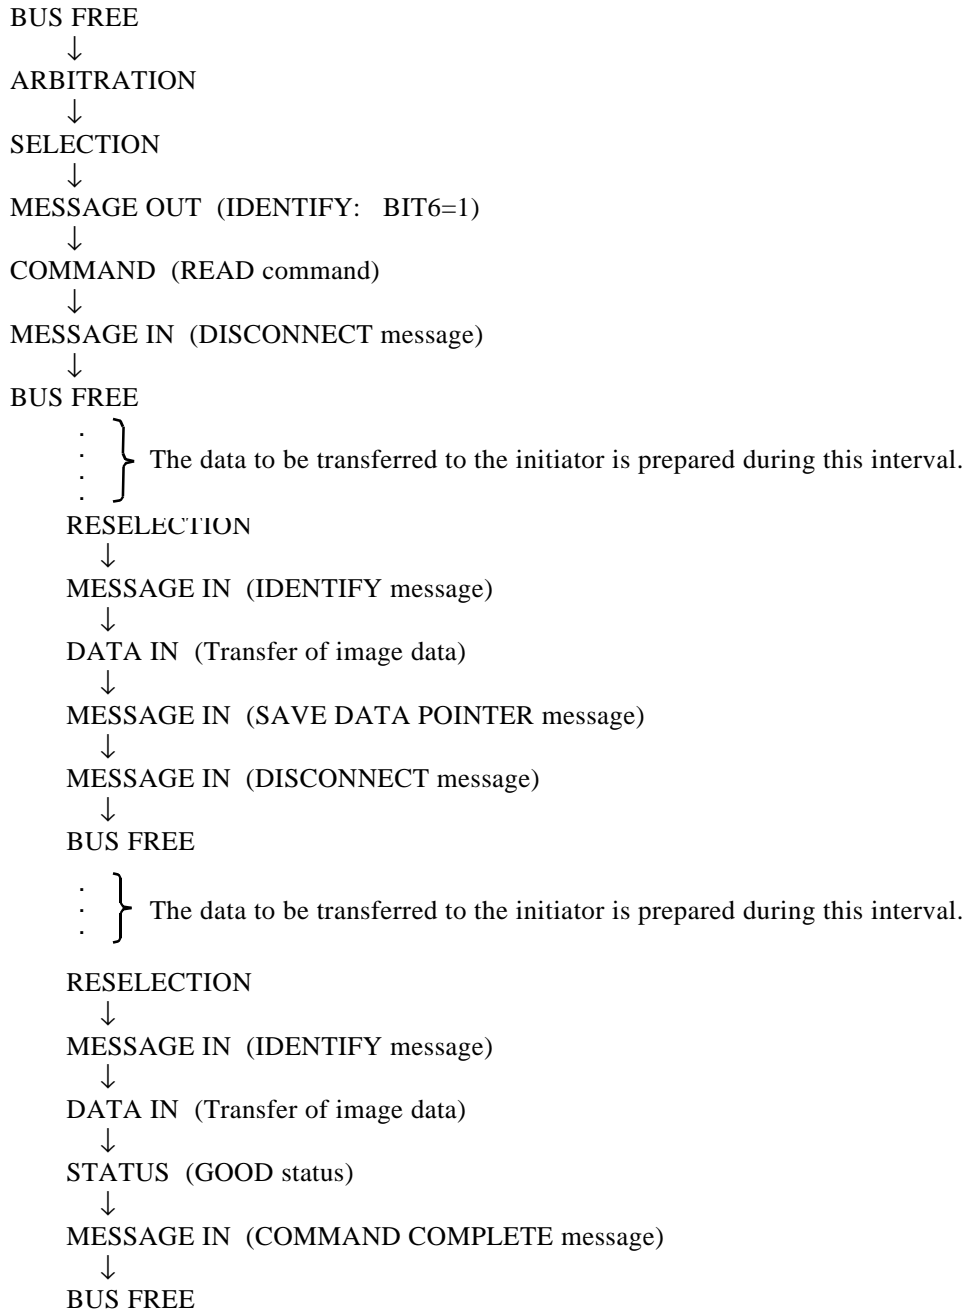 BUS FREE
↓
ARBITRATION
↓
SELECTION
↓
MESSAGE OUT (IDENTIFY: BIT6=1)
↓
COMMAND (READ command)
↓
MESSAGE IN (DISCONNECT message)
↓
BUS FREE
The data to be transferred to the initiator is prepared during this interval.
RESELECTION
↓
MESSAGE IN (IDENTIFY message)
↓
DATA IN (Transfer of image data)
↓
MESSAGE IN (SAVE DATA POINTER message)
↓
MESSAGE IN (DISCONNECT message)
↓
BUS FREE
The data to be transferred to the initiator is prepared during this interval.
RESELECTION
↓
MESSAGE IN (IDENTIFY message)
↓
DATA IN (Transfer of image data)
↓
STATUS (GOOD status)
↓
MESSAGE IN (COMMAND COMPLETE message)
↓
BUS FREE